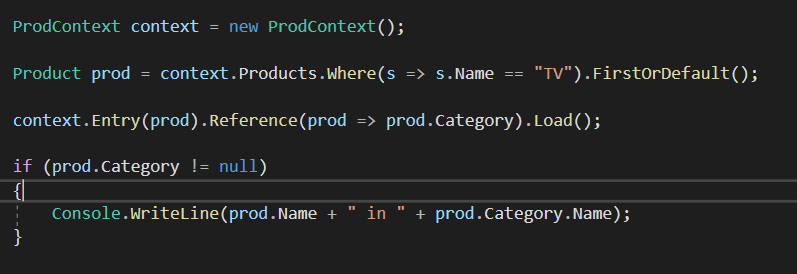 ProdContext context = new ProdContext();
Product prod = context.Products.Where(s => s.Name == "TV").FirstOrDefault();
context.Entry(prod).Reference(prod => prod.Category).Load();
if (prod.Category != null)
{
Console.WriteLine(prod.Name + " in " + prod.Category.Name);
}